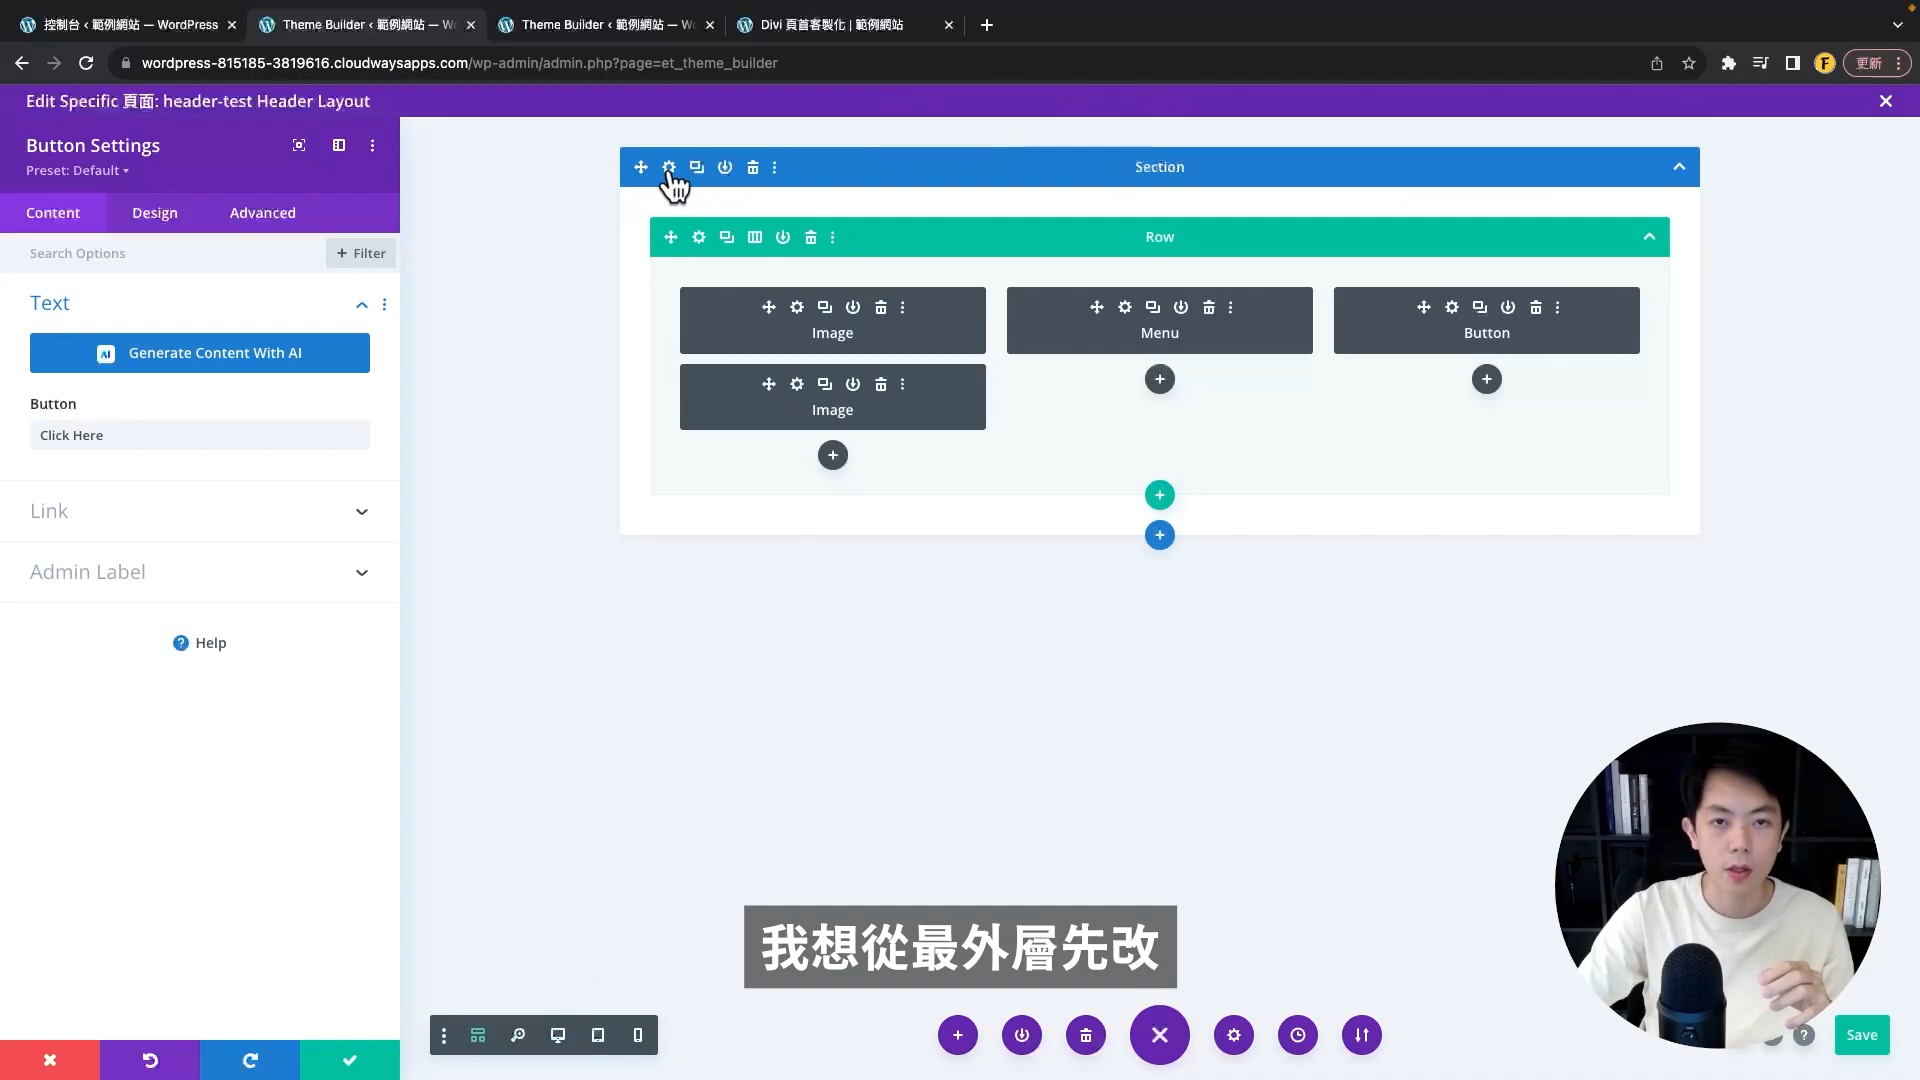 控制台 ‹ 範例網站 — WordPress
Theme Builder ‹ 範例網站 — Wo
Theme Builder ‹ 範例網站 — Wo
Divi 頁首客製化 | 範例網站
wordpress-815185-3819616.cloudwaysapps.com/wp-admin/admin.php?page=et_theme_builder
F
更新
Edit Specific 頁面: header-test Header Layout
Button Settings
Preset: Default
Content
Design
Advanced
Search Options
+ Filter
Text
AI Generate Content With AI
Button
Click Here
Link
Admin Label
? Help
Section
Row
Image
Menu
Button
Image
我想從最外層先改
?
Save